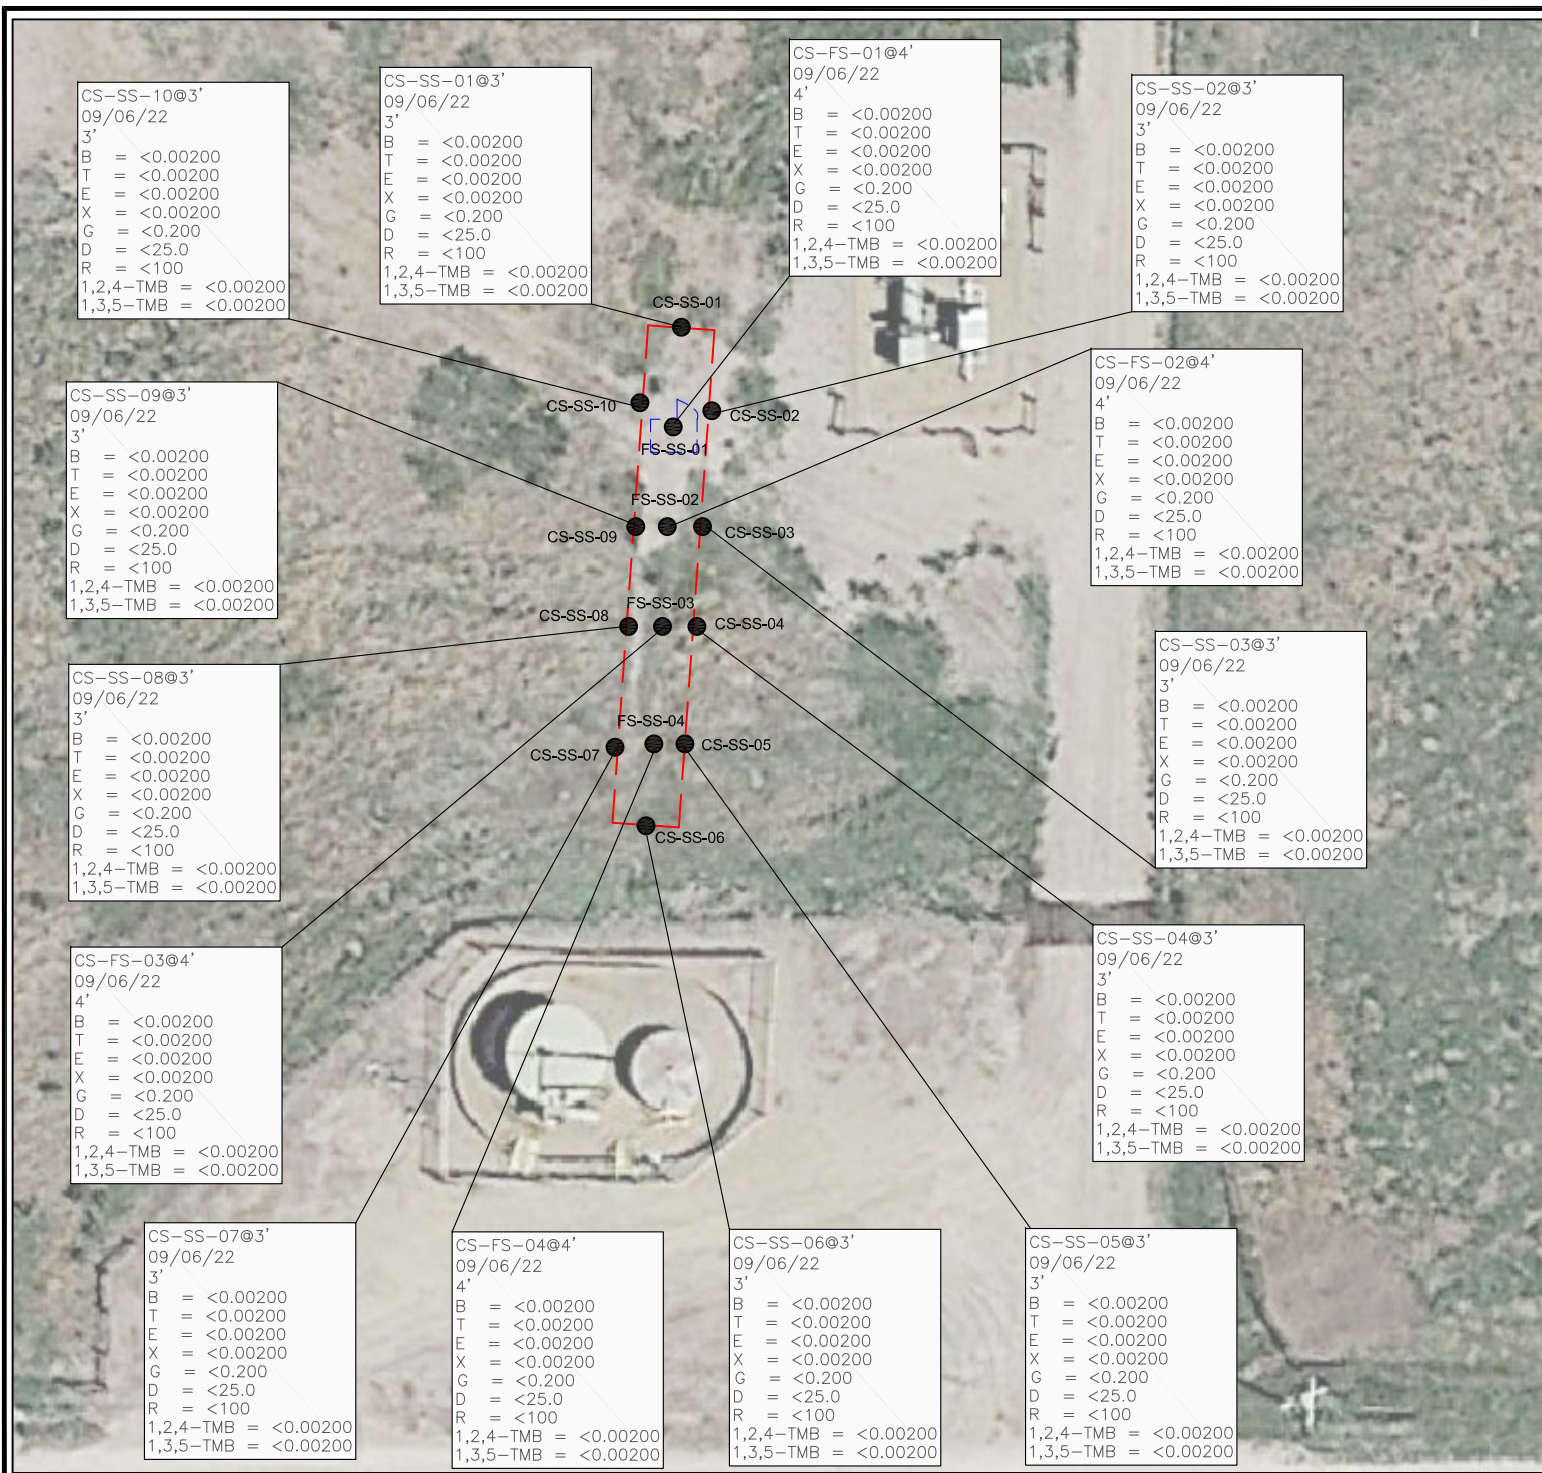 CS-SS-10@3'
09/06/22
3'
B = <0.00200
T = <0.00200
E = <0.00200
X = <0.00200
G = <0.200
D = <25.0
R = <100
1,2,4-TMB = <0.00200
1,3,5-TMB = <0.00200
CS-SS-01@3'
09/06/22
3'
B = <0.00200
T = <0.00200
E = <0.00200
X = <0.00200
G = <0.200
D = <25.0
R = <100
1,2,4-TMB = <0.00200
1,3,5-TMB = <0.00200
CS-FS-01@4'
09/06/22
4'
B = <0.00200
T = <0.00200
E = <0.00200
X = <0.00200
G = <0.200
D = <25.0
R = <100
1,2,4-TMB = <0.00200
1,3,5-TMB = <0.00200
CS-SS-02@3'
09/06/22
3'
B = <0.00200
T = <0.00200
E = <0.00200
X = <0.00200
G = <0.200
D = <25.0
R = <100
1,2,4-TMB = <0.00200
1,3,5-TMB = <0.00200
CS-SS-09@3'
09/06/22
3'
B = <0.00200
T = <0.00200
E = <0.00200
X = <0.00200
G = <0.200
D = <25.0
R = <100
1,2,4-TMB = <0.00200
1,3,5-TMB = <0.00200
CS-SS-01
CS-SS-10
CS-SS-02
FS-SS-01
FS-SS-02
CS-SS-09
CS-SS-03
FS-SS-03
CS-SS-08
CS-SS-04
FS-SS-04
CS-SS-07
CS-SS-05
CS-SS-06
CS-FS-02@4'
09/06/22
4'
B = <0.00200
T = <0.00200
E = <0.00200
X = <0.00200
G = <0.200
D = <25.0
R = <100
1,2,4-TMB = <0.00200
1,3,5-TMB = <0.00200
CS-SS-08@3'
09/06/22
3'
B = <0.00200
T = <0.00200
E = <0.00200
X = <0.00200
G = <0.200
D = <25.0
R = <100
1,2,4-TMB = <0.00200
1,3,5-TMB = <0.00200
CS-SS-03@3'
09/06/22
3'
B = <0.00200
T = <0.00200
E = <0.00200
X = <0.00200
G = <0.200
D = <25.0
R = <100
1,2,4-TMB = <0.00200
1,3,5-TMB = <0.00200
CS-FS-03@4'
09/06/22
4'
B = <0.00200
T = <0.00200
E = <0.00200
X = <0.00200
G = <0.200
D = <25.0
R = <100
1,2,4-TMB = <0.00200
1,3,5-TMB = <0.00200
CS-SS-04@3'
09/06/22
3'
B = <0.00200
T = <0.00200
E = <0.00200
X = <0.00200
G = <0.200
D = <25.0
R = <100
1,2,4-TMB = <0.00200
1,3,5-TMB = <0.00200
CS-SS-07@3'
09/06/22
3'
B = <0.00200
T = <0.00200
E = <0.00200
X = <0.00200
G = <0.200
D = <25.0
R = <100
1,2,4-TMB = <0.00200
1,3,5-TMB = <0.00200
CS-FS-04@4'
09/06/22
4'
B = <0.00200
T = <0.00200
E = <0.00200
X = <0.00200
G = <0.200
D = <25.0
R = <100
1,2,4-TMB = <0.00200
1,3,5-TMB = <0.00200
CS-SS-06@3'
09/06/22
3'
B = <0.00200
T = <0.00200
E = <0.00200
X = <0.00200
G = <0.200
D = <25.0
R = <100
1,2,4-TMB = <0.00200
1,3,5-TMB = <0.00200
CS-SS-05@3'
09/06/22
3'
B = <0.00200
T = <0.00200
E = <0.00200
X = <0.00200
G = <0.200
D = <25.0
R = <100
1,2,4-TMB = <0.00200
1,3,5-TMB = <0.00200